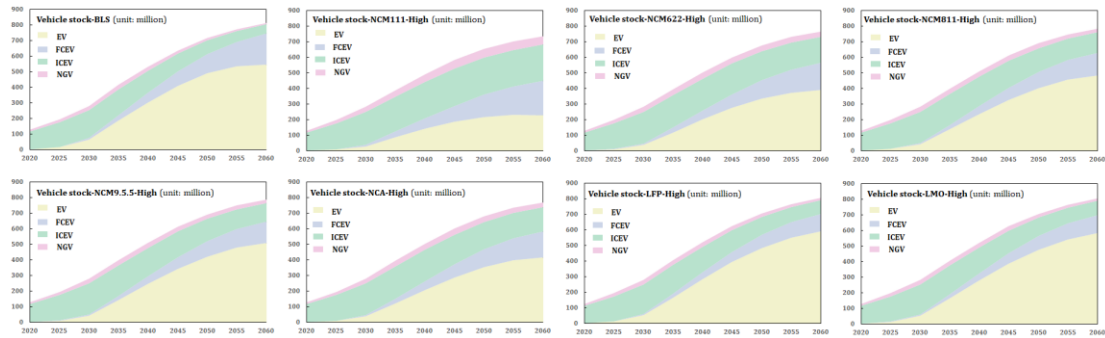 Vehicle stock-BLS (unit: million)
900
800
700
600
500
400
300
200
100
0
EV
FCEV
ICEV
NGV
2020 2025 2030 2035 2040 2045 2050 2055 2060
Vehicle stock-NCM111-High (unit: million)
900
800
700
600
500
400
300
200
100
0
EV
FCEV
ICEV
NGV
2020 2025 2030 2035 2040 2045 2050 2055 2060
Vehicle stock-NCM622-High (unit: million)
900
800
700
600
500
400
300
200
100
0
EV
FCEV
ICEV
NGV
2020 2025 2030 2035 2040 2045 2050 2055 2060
Vehicle stock-NCM811-High (unit: million)
900
800
700
600
500
400
300
200
100
0
EV
FCEV
ICEV
NGV
2020 2025 2030 2035 2040 2045 2050 2055 2060
Vehicle stock-NCM9.5.5-High (unit: million)
900
800
700
600
500
400
300
200
100
0
EV
FCEV
ICEV
NGV
2020 2025 2030 2035 2040 2045 2050 2055 2060
Vehicle stock-NCA-High (unit: million)
900
800
700
600
500
400
300
200
100
0
EV
FCEV
ICEV
NGV
2020 2025 2030 2035 2040 2045 2050 2055 2060
Vehicle stock-LFP-High (unit: million)
900
800
700
600
500
400
300
200
100
0
EV
FCEV
ICEV
NGV
2020 2025 2030 2035 2040 2045 2050 2055 2060
Vehicle stock-LMO-High (unit: million)
900
800
700
600
500
400
300
200
100
0
EV
FCEV
ICEV
NGV
2020 2025 2030 2035 2040 2045 2050 2055 2060